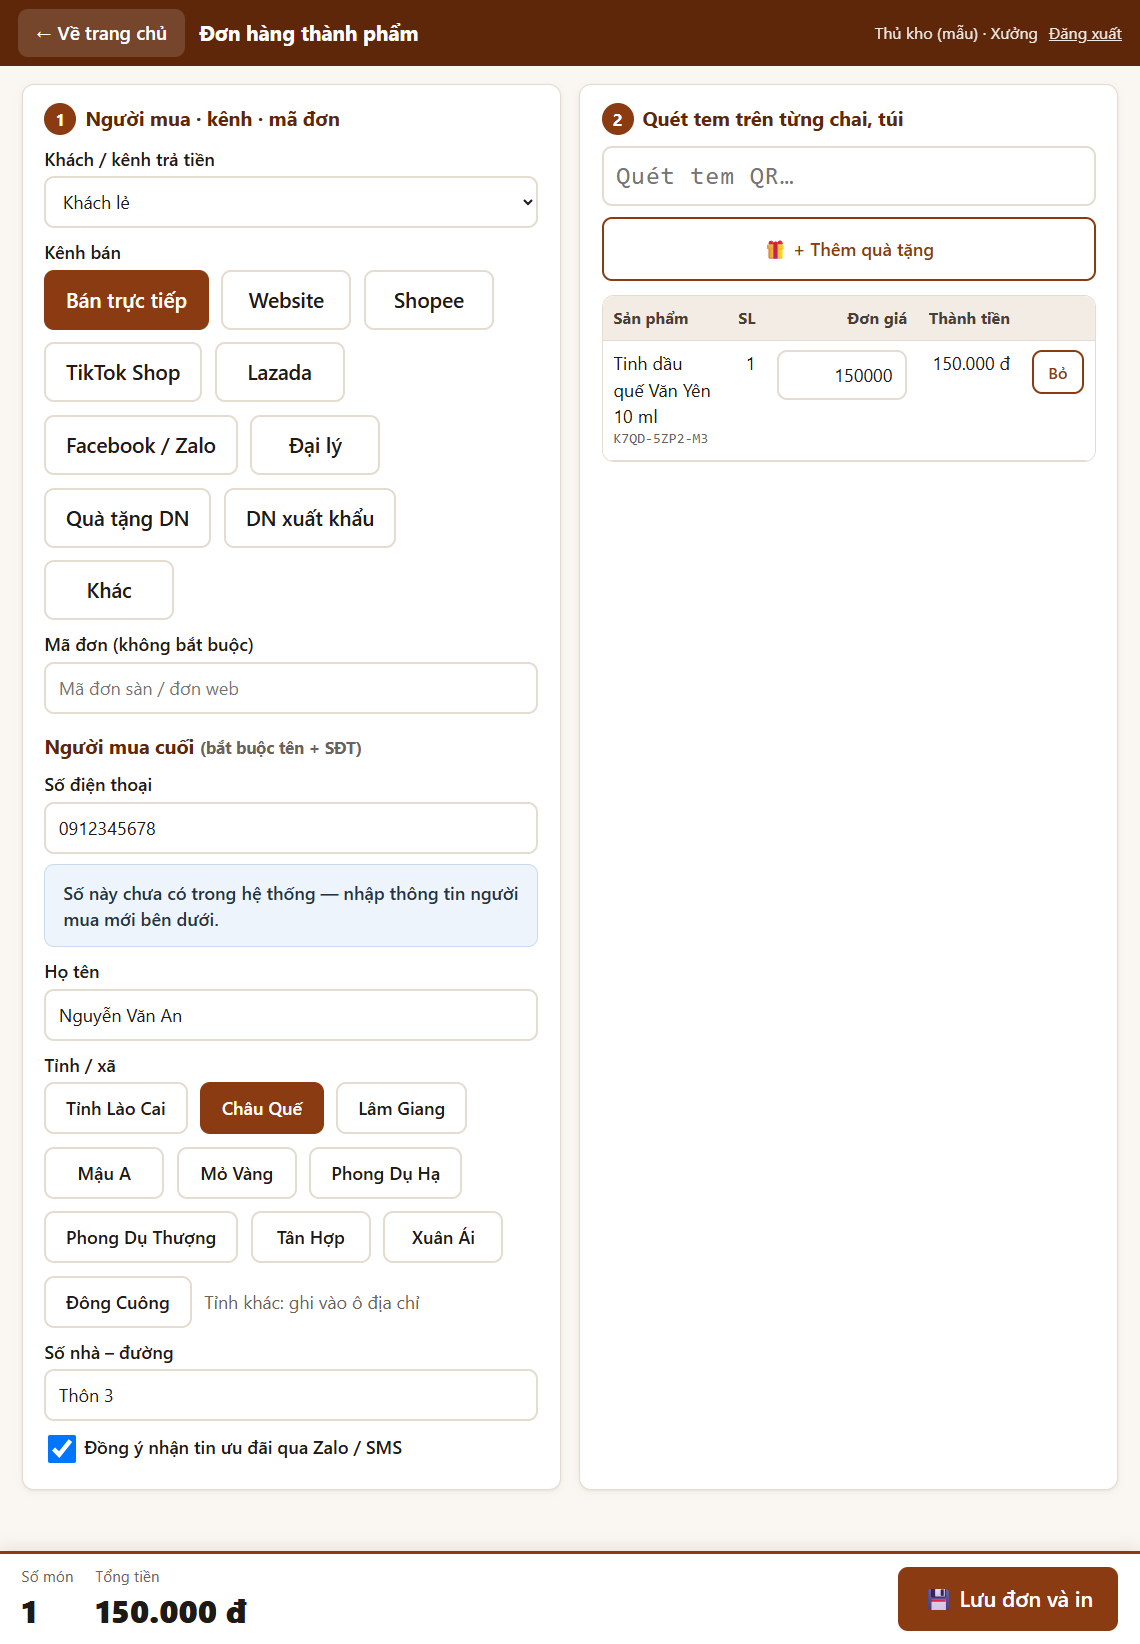 ← Về trang chủ
Đơn hàng thành phẩm
Thủ kho (mẫu) · Xưởng Đăng xuất
1 Người mua · kênh · mã đơn
Khách / kênh trả tiền
Khách lẻ
Kênh bán
Bán trực tiếp
Website
Shopee
TikTok Shop
Lazada
Facebook / Zalo
Đại lý
Quà tặng DN
DN xuất khẩu
Khác
Mã đơn (không bắt buộc)
Mã đơn sàn / đơn web
Người mua cuối (bắt buộc tên + SĐT)
Số điện thoại
0912345678
Số này chưa có trong hệ thống — nhập thông tin người
mua mới bên dưới.
Họ tên
Nguyễn Văn An
Tỉnh / xã
Tỉnh Lào Cai
Châu Quế
Lâm Giang
Mậu A
Mỏ Vàng
Phong Dụ Hạ
Phong Dụ Thượng
Tân Hợp
Xuân Ái
Đông Cuông
Tỉnh khác: ghi vào ô địa chỉ
Số nhà – đường
Thôn 3
Đồng ý nhận tin ưu đãi qua Zalo / SMS
2 Quét tem trên từng chai, túi
Quét tem QR…
+ Thêm quà tặng
Sản phẩm SL Đơn giá Thành tiền
Tinh dầu 1 150000 150.000 đ Bỏ
quế Văn Yên
10 ml
K7QD-5ZP2-M3
Số món Tổng tiền
1 150.000 đ
Lưu đơn và in